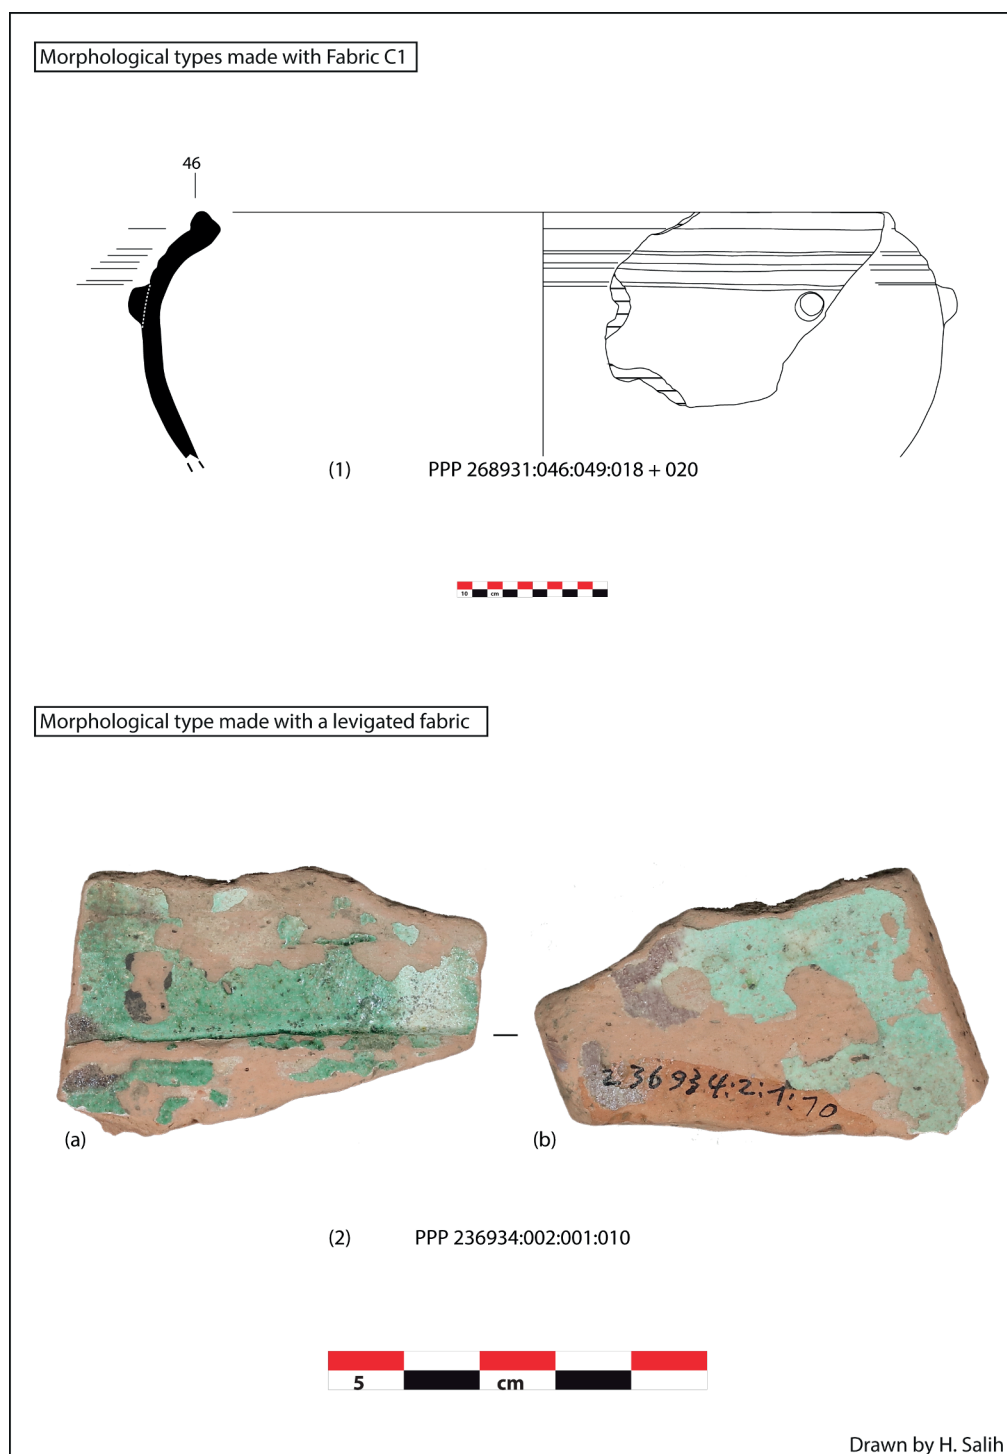 Morphological types made with Fabric C1
46
(1) PPP 268931:046:049:018 + 020
10 cm
Morphological type made with a levigated fabric
236934:2:1:10
(a) (b)
(2) PPP 236934:002:001:010
5 cm
Drawn by H. Salih